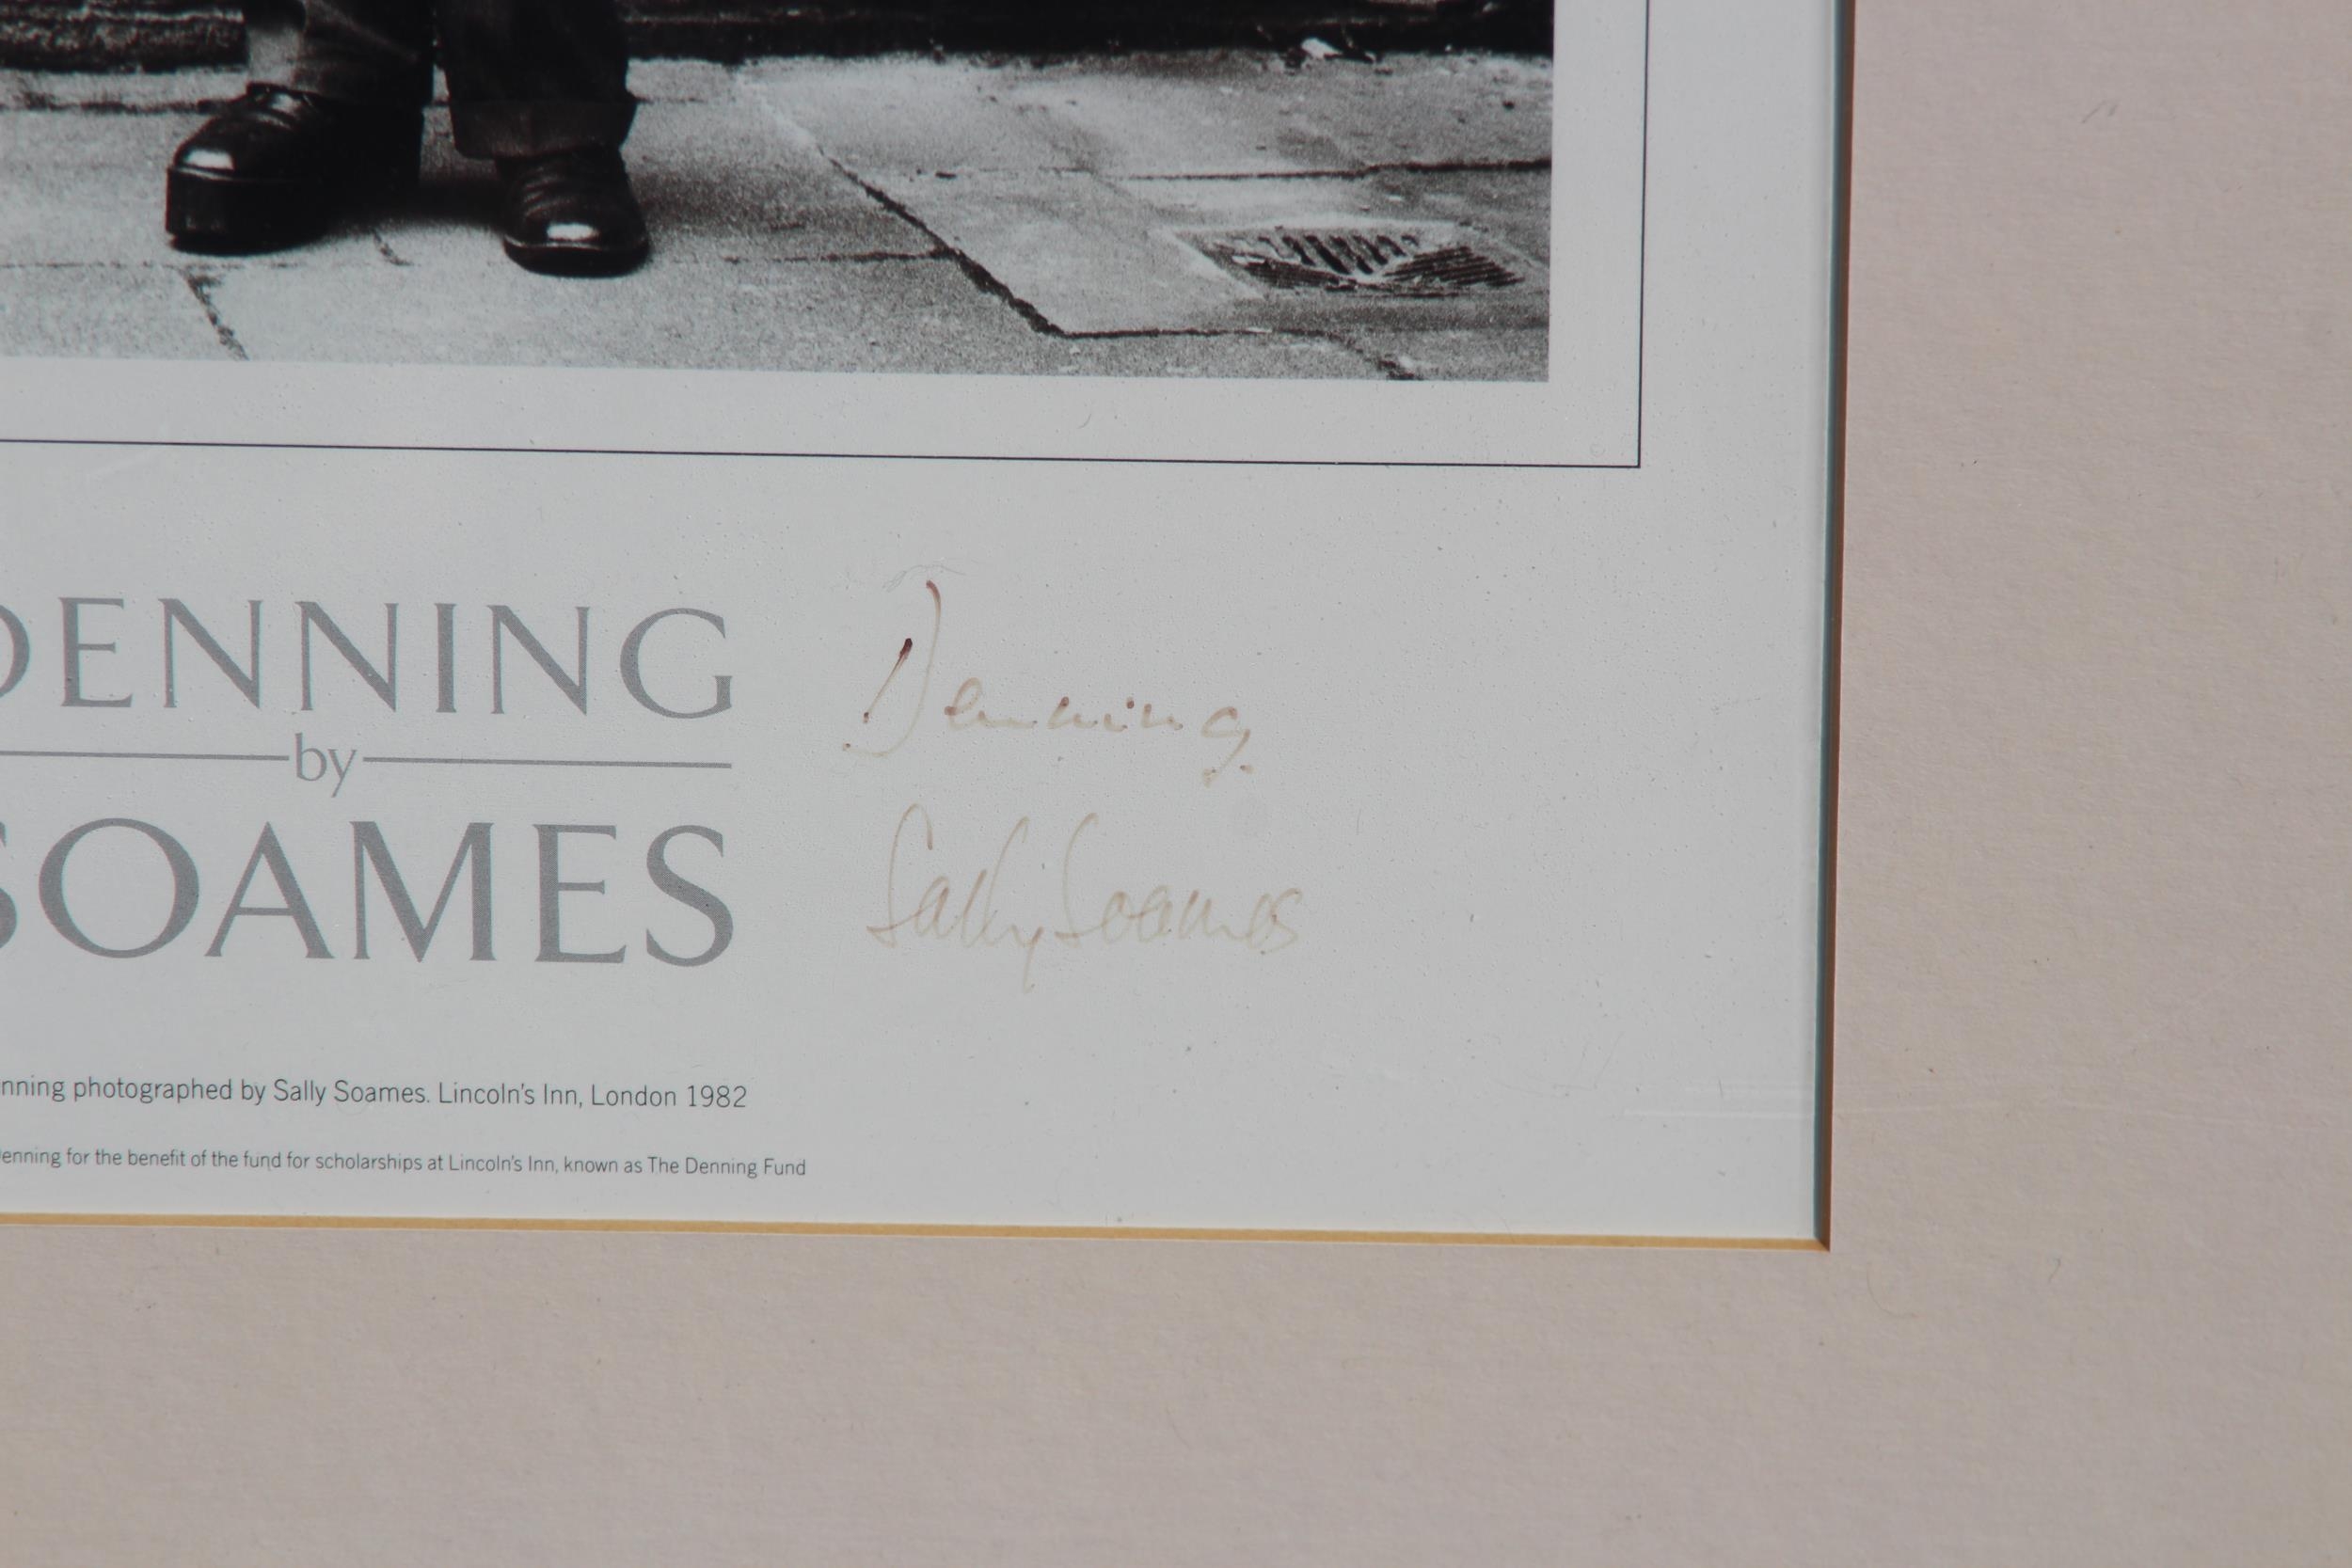 DENNING
by
SOAMES
Denning
Sally Soames
nning photographed by Sally Soames. Lincoln's Inn, London 1982
enning for the benefit of the fund for scholarships at Lincoln's Inn, known as The Denning Fund